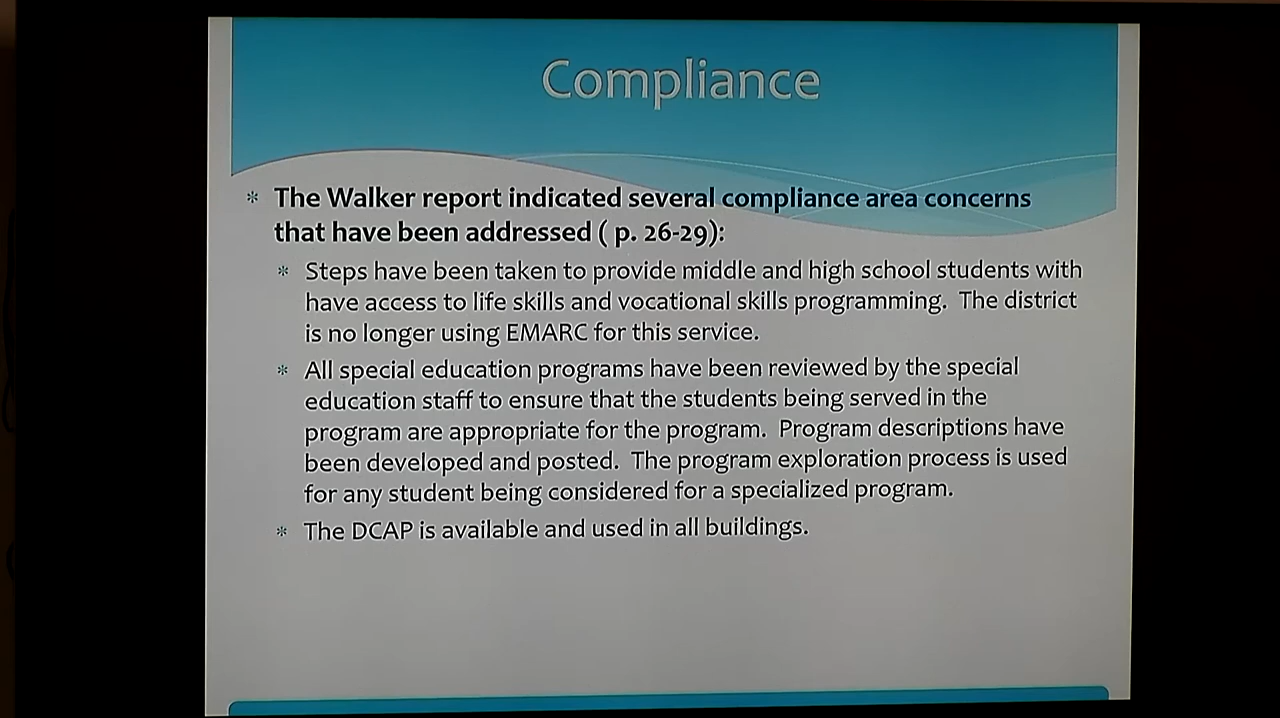 Compliance
* The Walker report indicated several compliance area concerns
that have been addressed ( p. 26-29):
* Steps have been taken to provide middle and high school students with
have access to life skills and vocational skills programming. The district
is no longer using EMARC for this service.
* All special education programs have been reviewed by the special
education staff to ensure that the students being served in the
program are appropriate for the program. Program descriptions have
been developed and posted. The program exploration process is used
for any student being considered for a specialized program.
* The DCAP is available and used in all buildings.